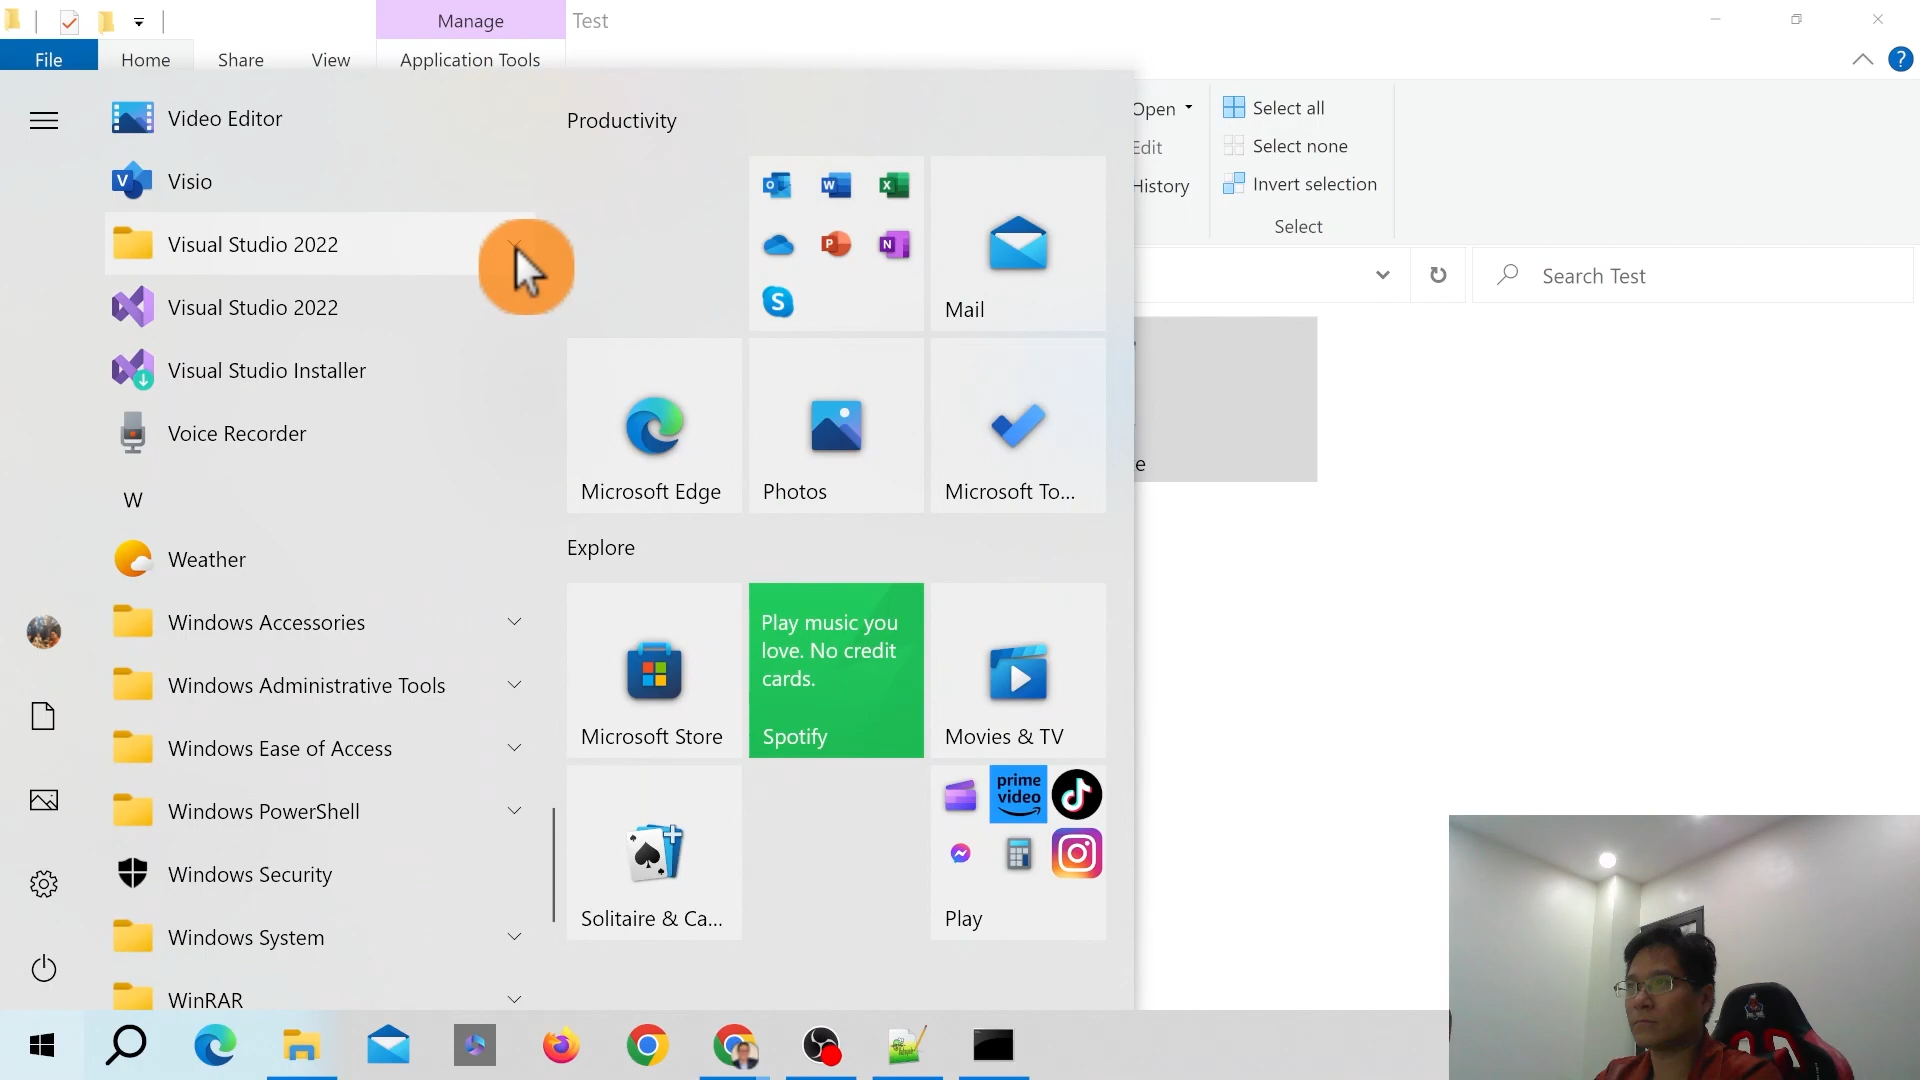 Manage
Test
File
Home
Share
View
Application Tools
?
Video Editor
Visio
Visual Studio 2022
Visual Studio 2022
Visual Studio Installer
Voice Recorder
W
Weather
Windows Accessories
Windows Administrative Tools
Windows Ease of Access
Windows PowerShell
Windows Security
Windows System
WinRAR
Productivity
Mail
Microsoft Edge
Photos
Microsoft To...
Explore
Microsoft Store
Play music you
love. No credit
cards.
Spotify
Movies & TV
Solitaire & Ca...
prime
video
Play
Open
Edit
History
Select all
Select none
Invert selection
Select
Search Test